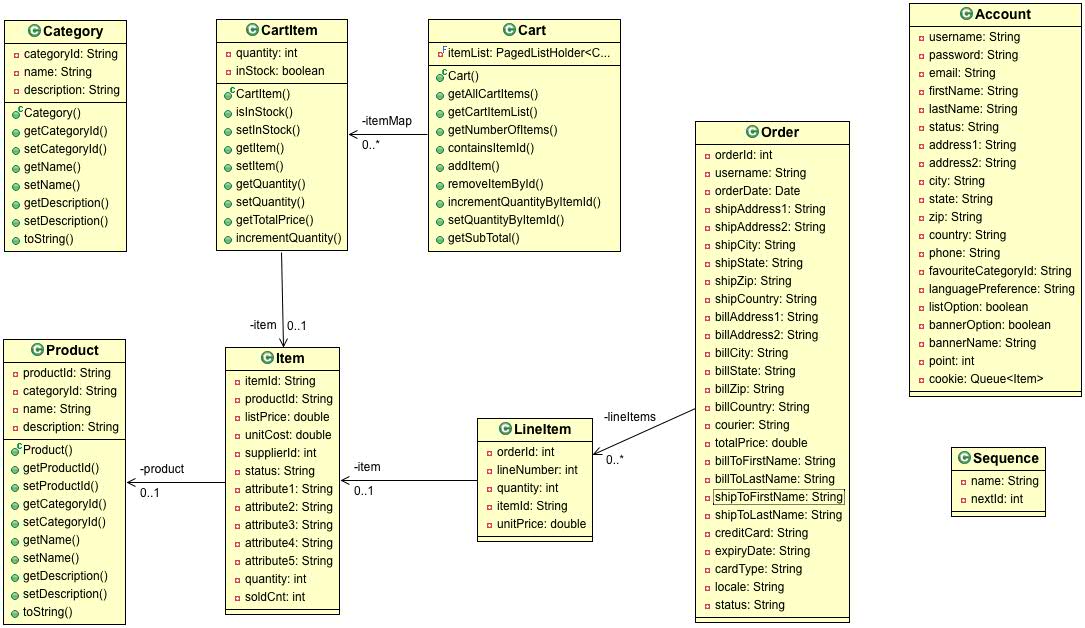 Category
categoryId: String
name: String
description: String
Category()
getCategoryId()
setCategoryId()
getName()
setName()
getDescription()
setDescription()
toString()
CartItem
quantity: int
inStock: boolean
CartItem()
isInStock()
setInStock()
getItem()
setItem()
getQuantity()
setQuantity()
getTotalPrice()
incrementQuantity()
-itemMap
0..*
Cart
itemList: PagedListHolder<C...
Cart()
getAllCartItems()
getCartItemList()
getNumberOfItems()
containsItemId()
addItem()
removeItemById()
incrementQuantityByItemId()
setQuantityByItemId()
getSubTotal()
Order
orderId: int
username: String
orderDate: Date
shipAddress1: String
shipAddress2: String
shipCity: String
shipState: String
shipZip: String
shipCountry: String
billAddress1: String
billAddress2: String
billCity: String
billState: String
billZip: String
billCountry: String
courier: String
totalPrice: double
billToFirstName: String
billToLastName: String
shipToFirstName: String
shipToLastName: String
creditCard: String
expiryDate: String
cardType: String
locale: String
status: String
Account
username: String
password: String
email: String
firstName: String
lastName: String
status: String
address1: String
address2: String
city: String
state: String
zip: String
country: String
phone: String
favouriteCategoryId: String
languagePreference: String
listOption: boolean
bannerOption: boolean
bannerName: String
point: int
cookie: Queue<Item>
-item 0..1
Product
productId: String
categoryId: String
name: String
description: String
Product()
getProductId()
setProductId()
getCategoryId()
setCategoryId()
getName()
setName()
getDescription()
setDescription()
toString()
-product
0..1
Item
itemId: String
productId: String
listPrice: double
unitCost: double
supplierId: int
status: String
attribute1: String
attribute2: String
attribute3: String
attribute4: String
attribute5: String
quantity: int
soldCnt: int
-item
0..1
LineItem
orderId: int
lineNumber: int
quantity: int
itemId: String
unitPrice: double
-lineItems
0..*
Sequence
name: String
nextId: int